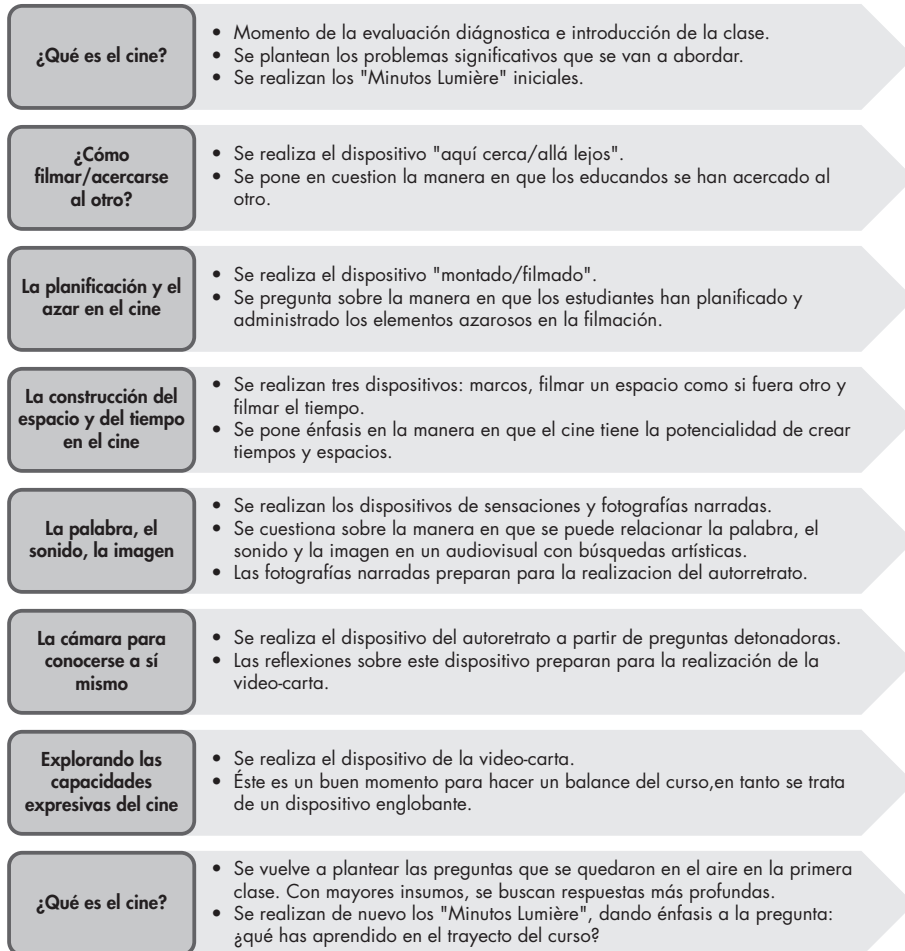 ¿Qué es el cine?
• Momento de la evaluación diágnostica e introducción de la clase.
• Se plantean los problemas significativos que se van a abordar.
• Se realizan los "Minutos Lumière" iniciales.
¿Cómo
filmar/acercarse
al otro?
• Se realiza el dispositivo "aquí cerca/allá lejos".
• Se pone en cuestion la manera en que los educandos se han acercado al
otro.
La planificación y el
azar en el cine
• Se realiza el dispositivo "montado/filmado".
• Se pregunta sobre la manera en que los estudiantes han planificado y
administrado los elementos azarosos en la filmación.
La construcción del
espacio y del tiempo
en el cine
• Se realizan tres dispositivos: marcos, filmar un espacio como si fuera otro y
filmar el tiempo.
• Se pone énfasis en la manera en que el cine tiene la potencialidad de crear
tiempos y espacios.
La palabra, el
sonido, la imagen
• Se realizan los dispositivos de sensaciones y fotografías narradas.
• Se cuestiona sobre la manera en que se puede relacionar la palabra, el
sonido y la imagen en un audiovisual con búsquedas artísticas.
• Las fotografías narradas preparan para la realizacion del autorretrato.
La cámara para
conocerse a sí
mismo
• Se realiza el dispositivo del autoretrato a partir de preguntas detonadoras.
• Las reflexiones sobre este dispositivo preparan para la realización de la
video-carta.
Explorando las
capacidades
expresivas del cine
• Se realiza el dispositivo de la video-carta.
• Éste es un buen momento para hacer un balance del curso,en tanto se trata
de un dispositivo englobante.
¿Qué es el cine?
• Se vuelve a plantear las preguntas que se quedaron en el aire en la primera
clase. Con mayores insumos, se buscan respuestas más profundas.
• Se realizan de nuevo los "Minutos Lumière", dando énfasis a la pregunta:
¿qué has aprendido en el trayecto del curso?